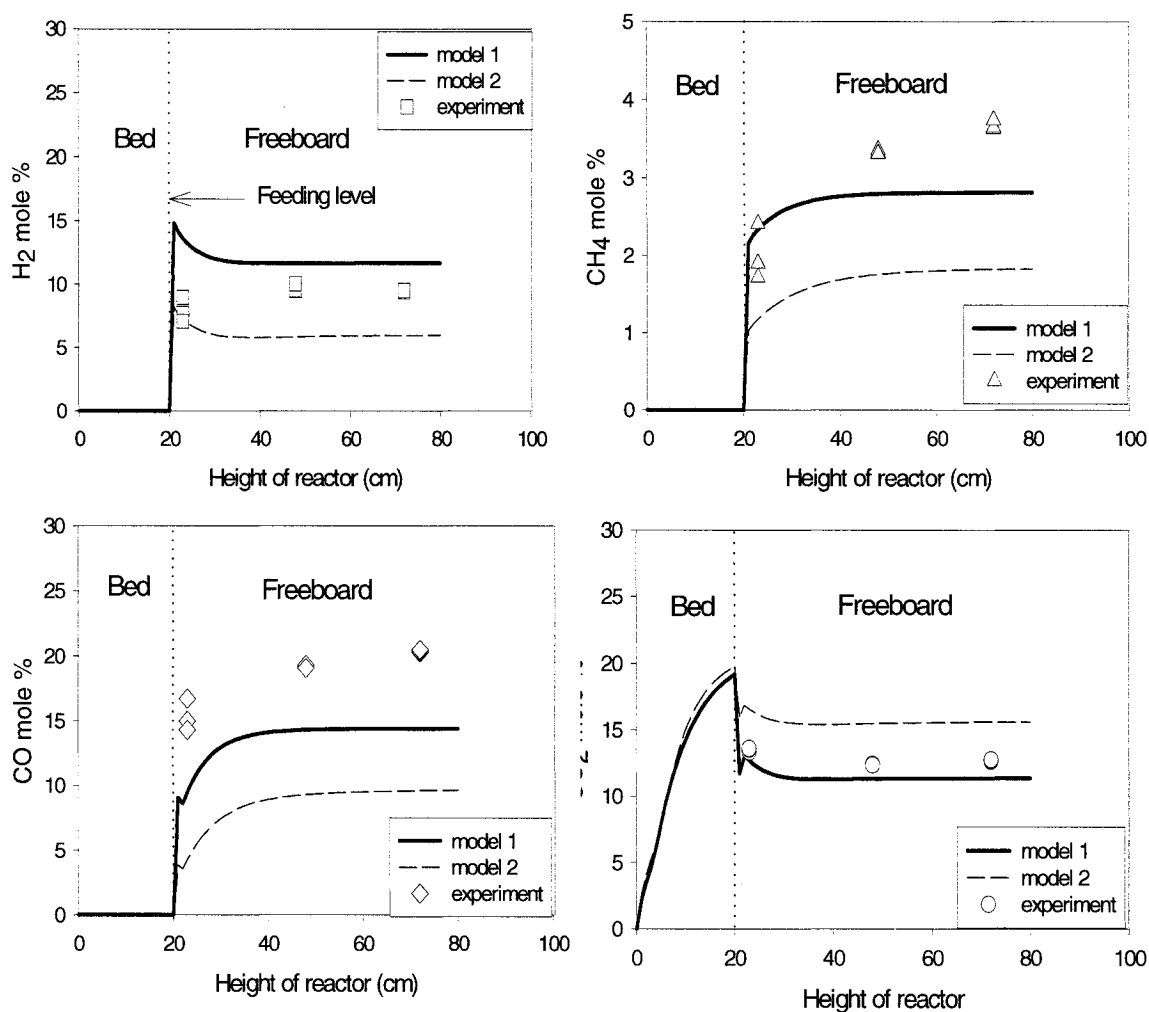 30
25
20
15
10
5
0
H2 mole %
model 1
model 2
experiment
Bed
Freeboard
Feeding level
0 20 40 60 80 100
Height of reactor (cm)
5
4
3
2
1
0
CH4 mole %
Bed
Freeboard
model 1
model 2
experiment
0 20 40 60 80 100
Height of reactor (cm)
30
25
20
15
10
5
0
CO mole %
Bed
Freeboard
model 1
model 2
experiment
0 20 40 60 80 100
Height of reactor (cm)
30
25
20
15
10
5
0
Bed
Freeboard
model 1
model 2
experiment
0 20 40 60 80 100
Height of reactor